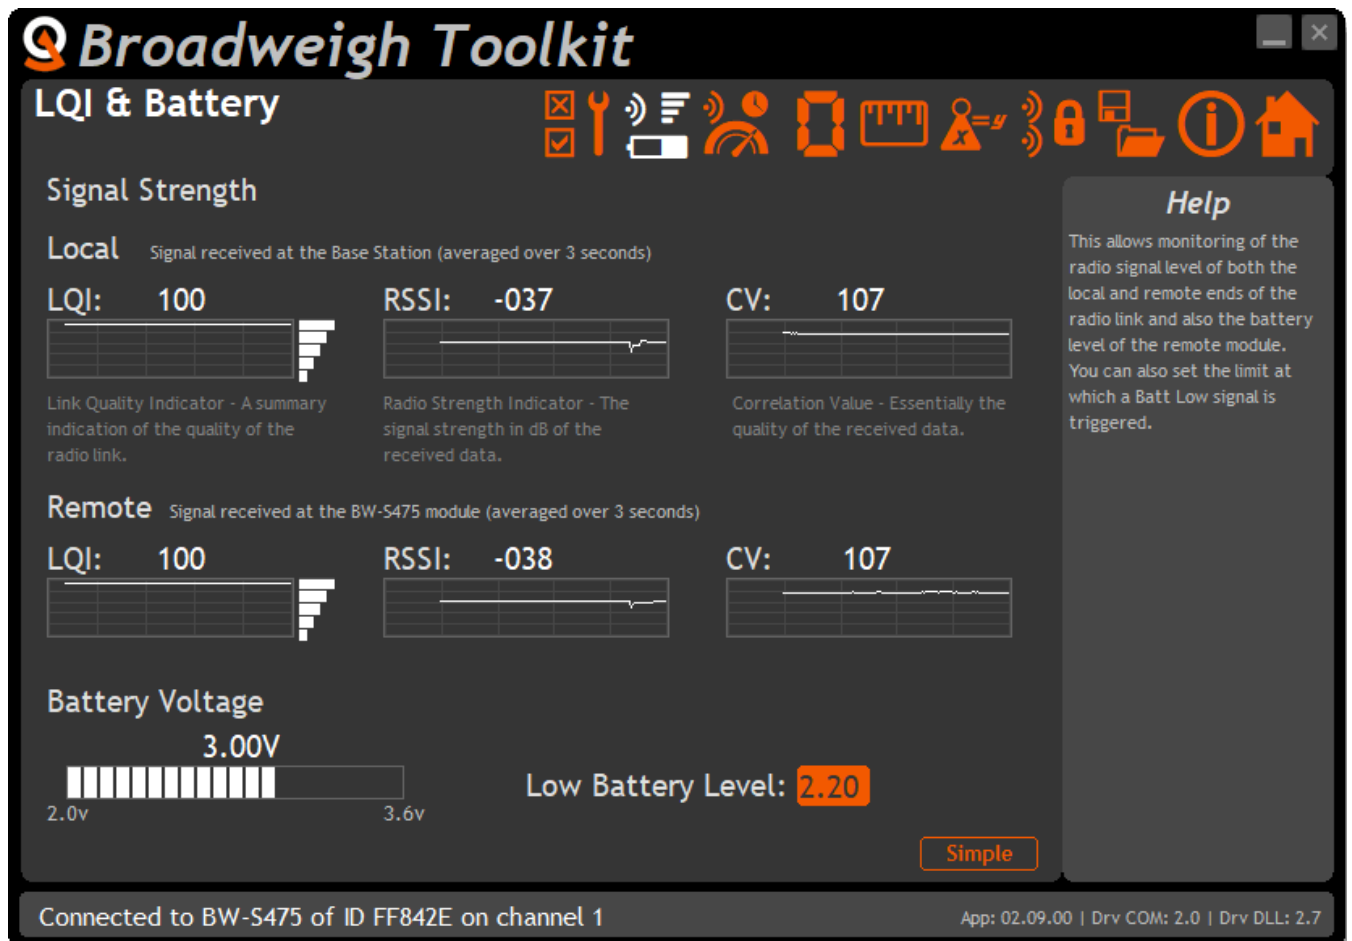 Broadweigh Toolkit
LQI & Battery
x=y
Signal Strength
Local Signal received at the Base Station (averaged over 3 seconds)
LQI: 100 RSSI: -037 CV: 107
Link Quality Indicator - A summary
indication of the quality of the
radio link.
Radio Strength Indicator - The
signal strength in dB of the
received data.
Correlation Value - Essentially the
quality of the received data.
Remote Signal received at the BW-S475 module (averaged over 3 seconds)
LQI: 100 RSSI: -038 CV: 107
Battery Voltage
3.00V
2.0v 3.6v
Low Battery Level: 2.20
Simple
Help
This allows monitoring of the
radio signal level of both the
local and remote ends of the
radio link and also the battery
level of the remote module.
You can also set the limit at
which a Batt Low signal is
triggered.
Connected to BW-S475 of ID FF842E on channel 1
App: 02.09.00 | Drv COM: 2.0 | Drv DLL: 2.7